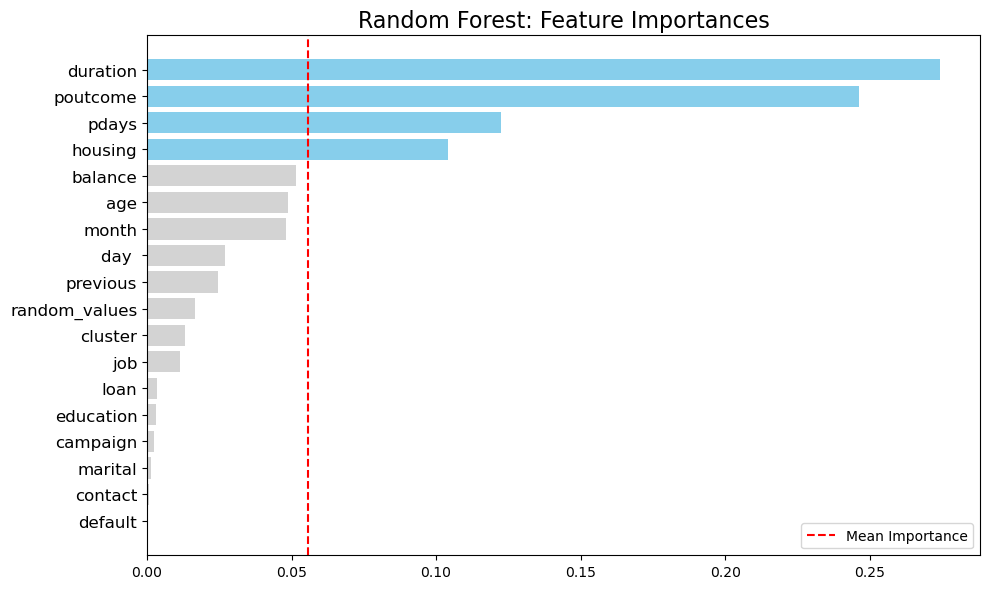 Random Forest: Feature Importances
duration
poutcome
pdays
housing
balance
age
month
day
previous
random_values
cluster
job
loan
education
campaign
marital
contact
default
Mean Importance
0.00 0.05 0.10 0.15 0.20 0.25